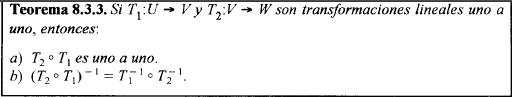 Teorema 8.3.3. Si T₁:U → V y T₂:V → W son transformaciones lineales uno a
uno, entonces:
a) T₂ ∘ T₁ es uno a uno.
b) (T₂ ∘ T₁)⁻¹ = T₁⁻¹ ∘ T₂⁻¹.